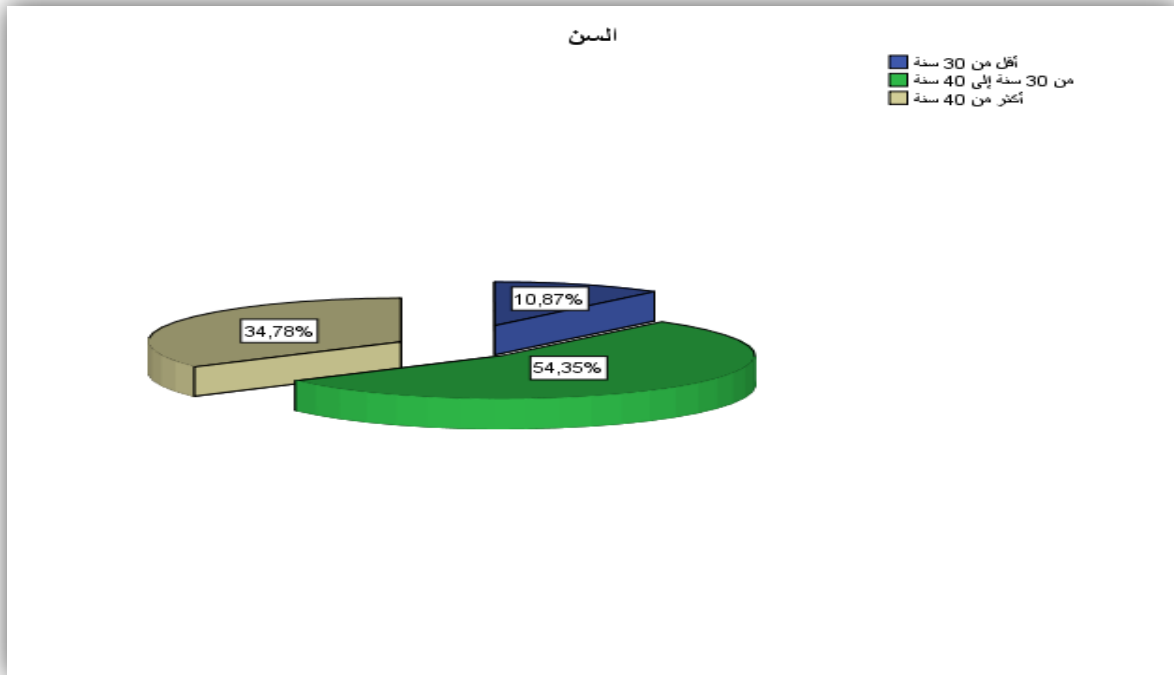 السن
أقل من 30 سنة
من 30 سنة إلى 40 سنة
أكثر من 40 سنة
10,87%
34,78%
54,35%